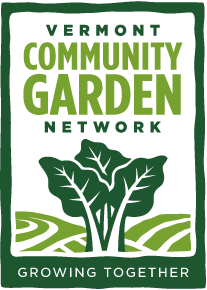 VERMONT
COMMUNITY
GARDEN
NETWORK
GROWING TOGETHER